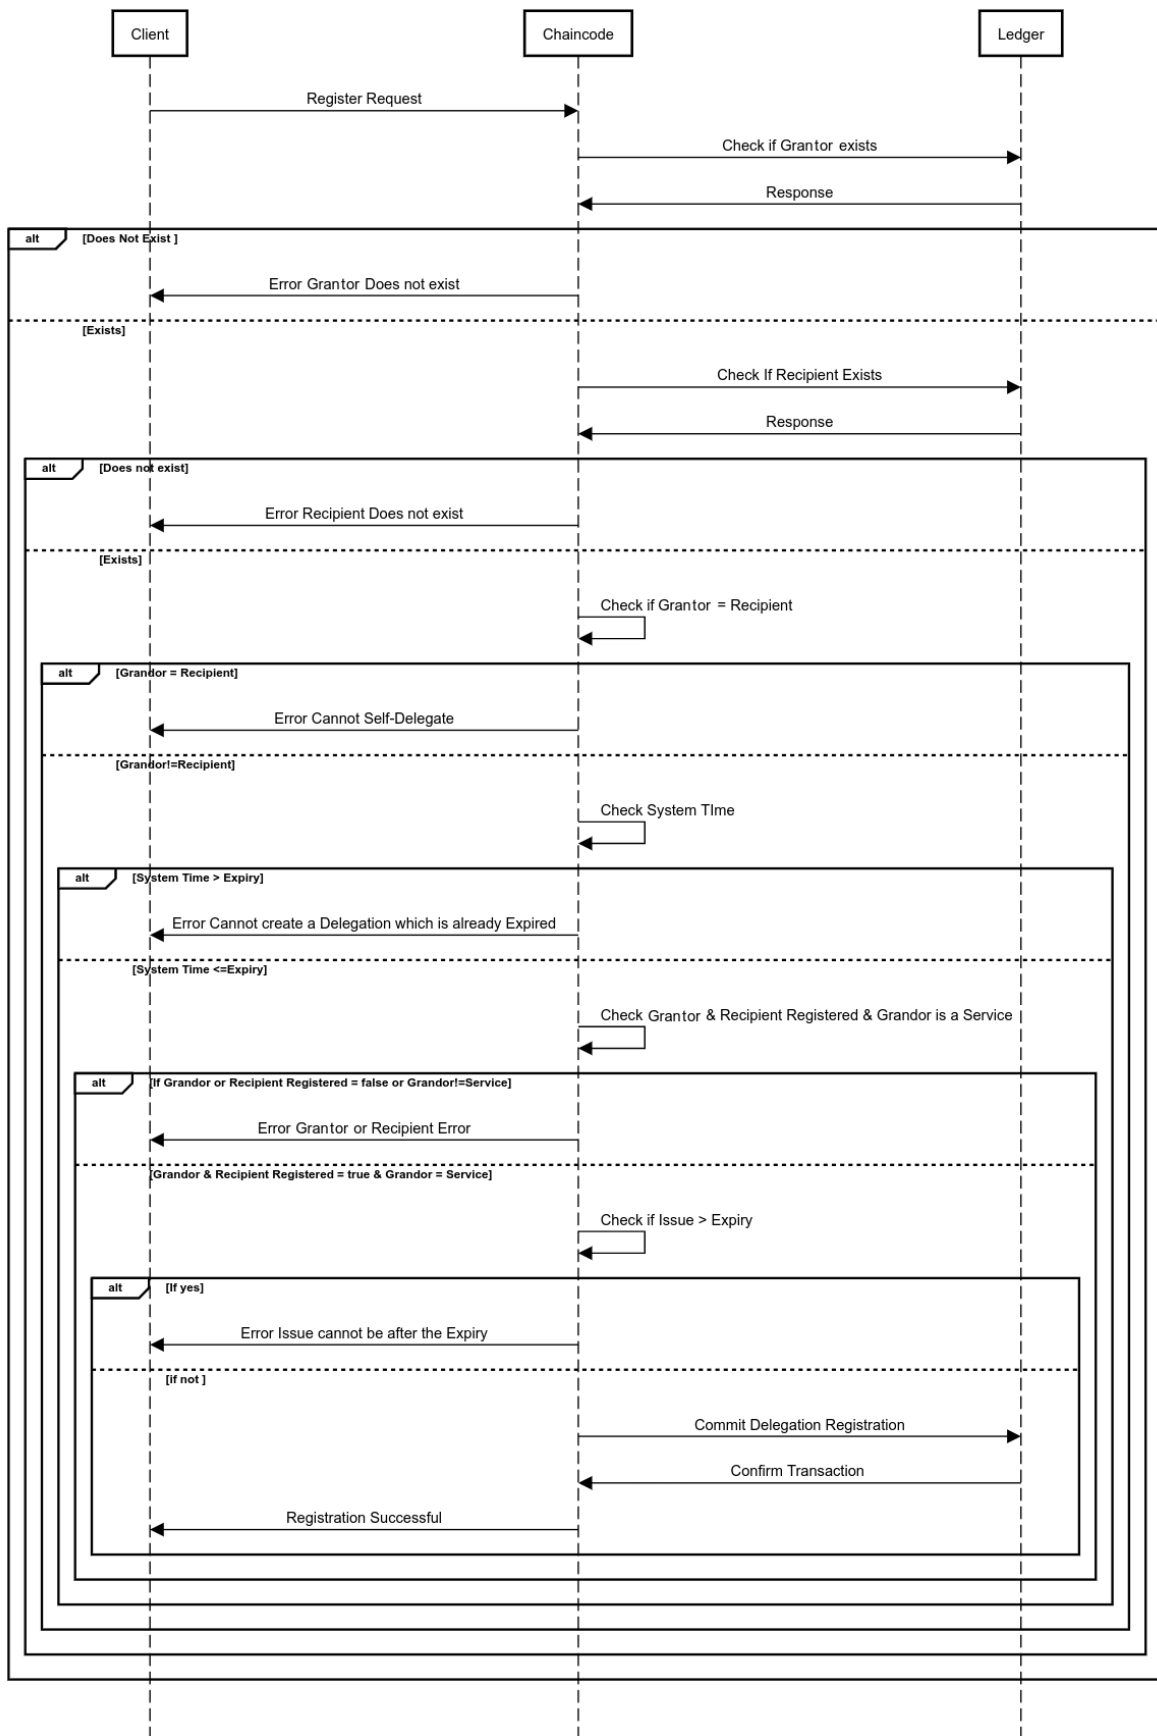 Client
Chaincode
Ledger
Register Request
Check if Grantor exists
Response
alt
[Does Not Exist ]
Error Grantor Does not exist
[Exists]
Check If Recipient Exists
Response
alt
[Does not exist]
Error Recipient Does not exist
[Exists]
Check if Grantor = Recipient
alt
[Grandor = Recipient]
Error Cannot Self-Delegate
[Grandor!=Recipient]
Check System TIme
alt
[System Time > Expiry]
Error Cannot create a Delegation which is already Expired
[System Time <=Expiry]
Check Grantor & Recipient Registered & Grandor is a Service
alt
[If Grandor or Recipient Registered = false or Grandor!=Service]
Error Grantor or Recipient Error
[Grandor & Recipient Registered = true & Grandor = Service]
Check if Issue > Expiry
alt
[If yes]
Error Issue cannot be after the Expiry
[if not ]
Commit Delegation Registration
Confirm Transaction
Registration Successful